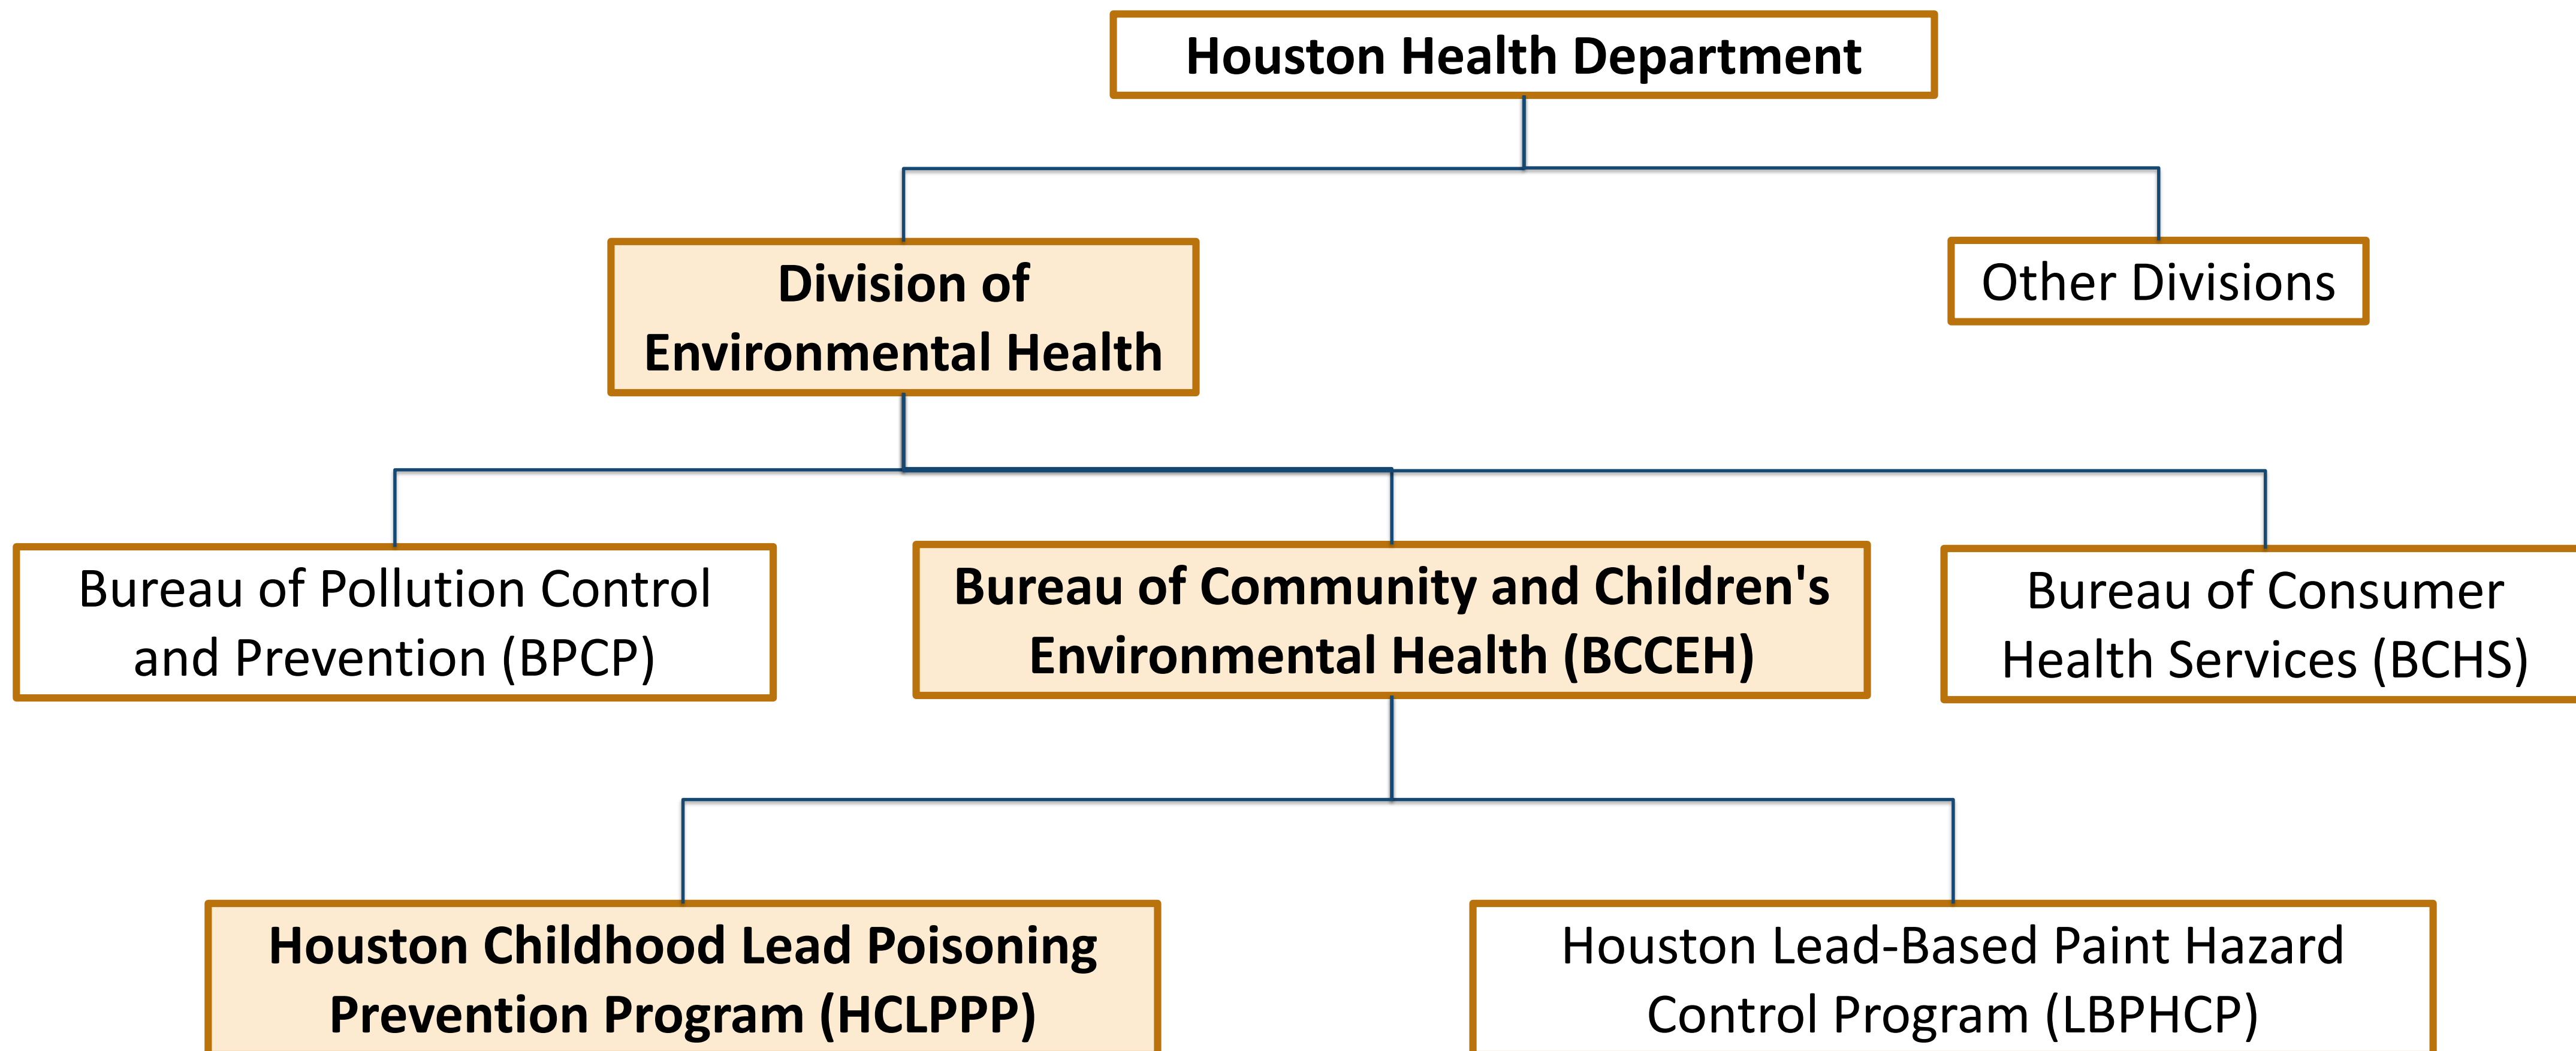 Houston Health Department
Division of
Environmental Health
Other Divisions
Bureau of Pollution Control
and Prevention (BPCP)
Bureau of Community and Children's
Environmental Health (BCCEH)
Bureau of Consumer
Health Services (BCHS)
Houston Childhood Lead Poisoning
Prevention Program (HCLPPP)
Houston Lead-Based Paint Hazard
Control Program (LBPHCP)